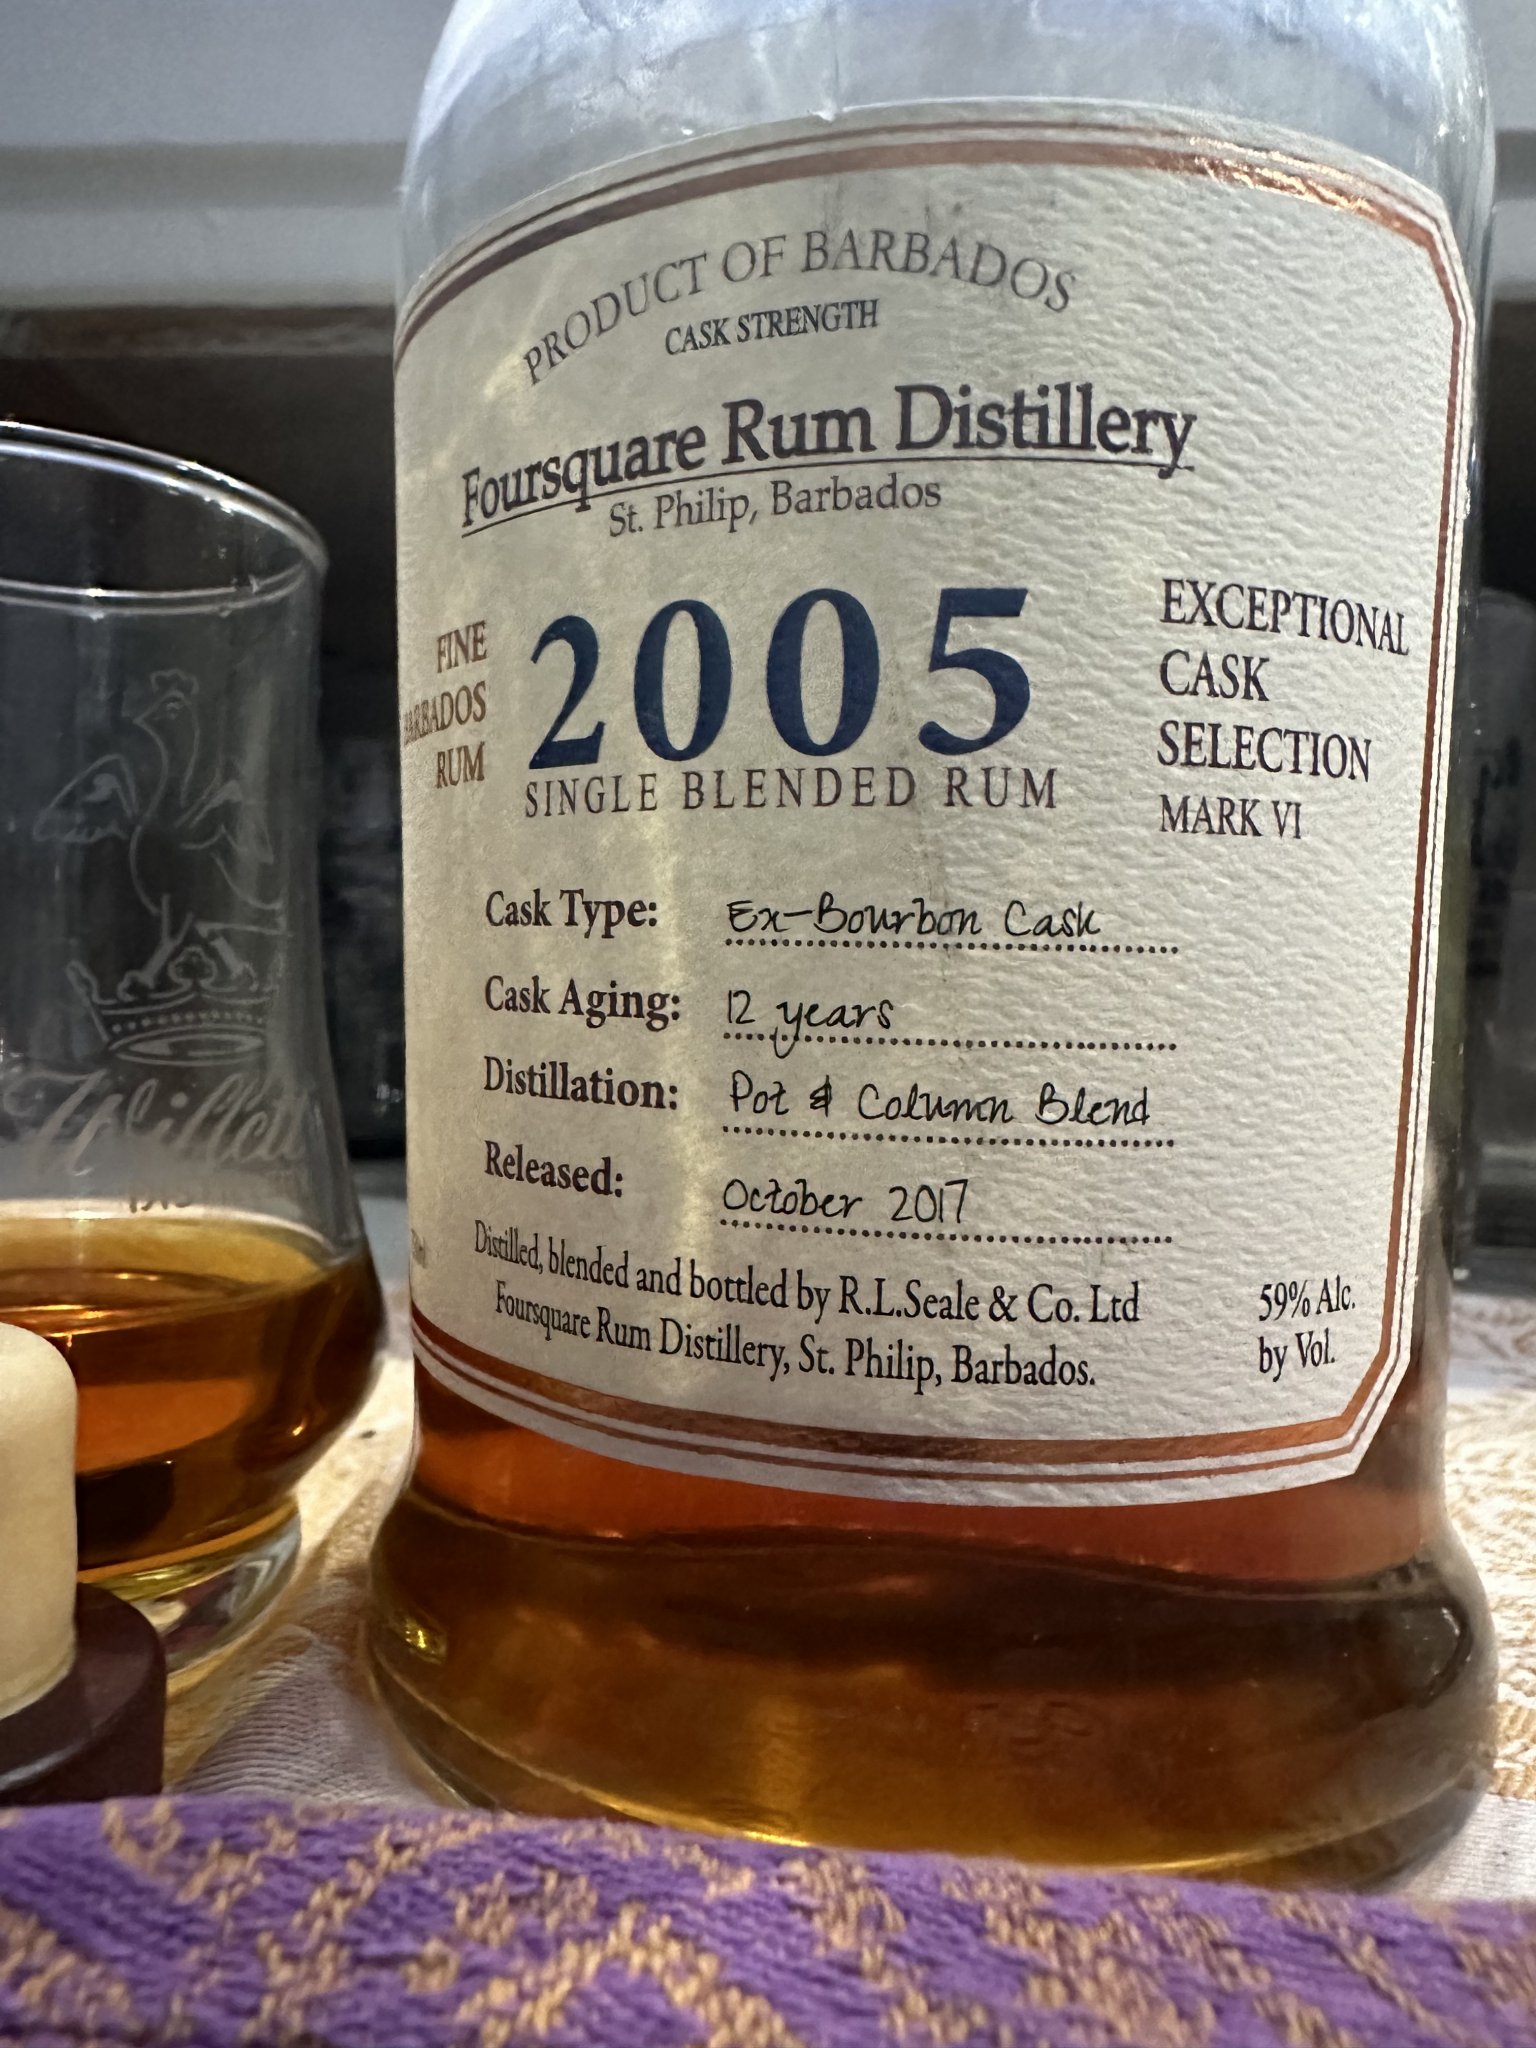 PRODUCT OF BARBADOS
CASK STRENGTH
Foursquare Rum Distillery
St. Philip, Barbados
FINE
BARBADOS
RUM
2005
SINGLE BLENDED RUM
EXCEPTIONAL
CASK
SELECTION
MARK VI
Cask Type: Ex-Bourbon Cask
Cask Aging: 12 years
Distillation: Pot & Column Blend
Released: October 2017
Distilled, blended and bottled by R.L.Seale & Co. Ltd
Foursquare Rum Distillery, St. Philip, Barbados.
59% Alc.
by Vol.
Willett